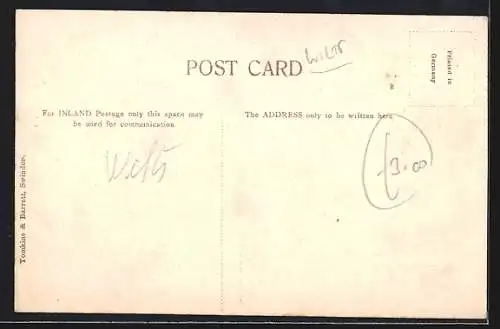 POST CARD
WILTS
Printed in
Germany
For INLAND Postage only this space may
be used for communication.
The ADDRESS only to be written here
Wilts
£3.00
Tomkins & Barrett, Swindon.